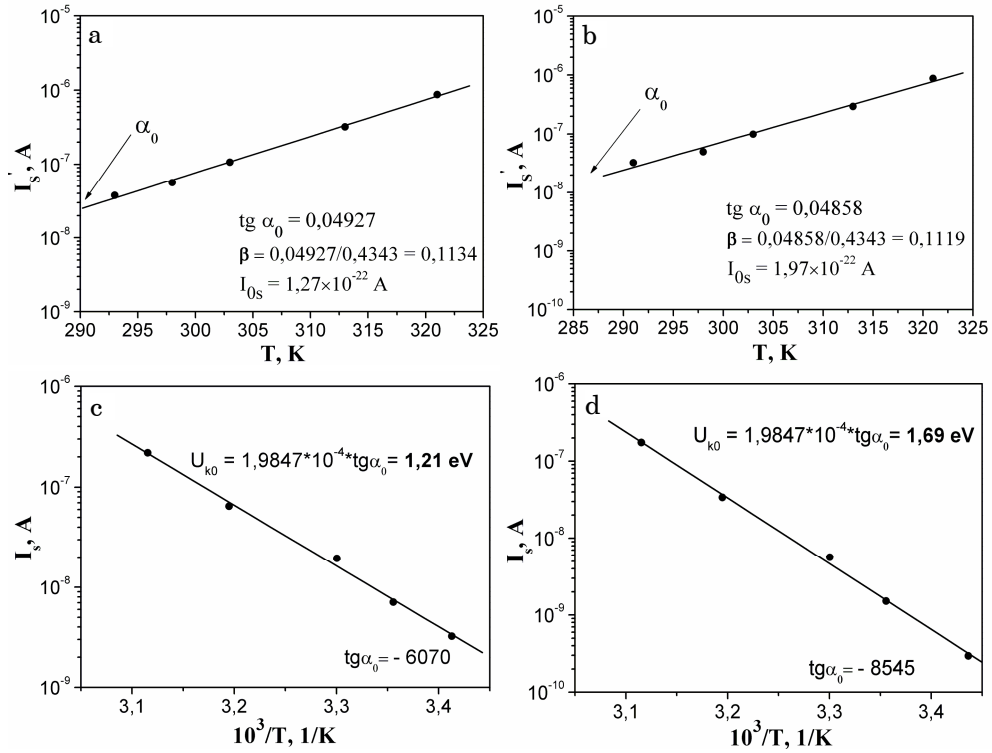 a
10⁻⁵
10⁻⁶
10⁻⁷
10⁻⁸
10⁻⁹
Iₛ', A
α₀
tg α₀ = 0,04927
β = 0,04927/0,4343 = 0,1134
I₀ₛ = 1,27×10⁻²² A
290 295 300 305 310 315 320 325
T, K
b
10⁻⁵
10⁻⁶
10⁻⁷
10⁻⁸
10⁻⁹
10⁻¹⁰
Iₛ', A
α₀
tg α₀ = 0,04858
β = 0,04858/0,4343 = 0,1119
I₀ₛ = 1,97×10⁻²² A
285 290 295 300 305 310 315 320 325
T, K
c
10⁻⁶
10⁻⁷
10⁻⁸
10⁻⁹
Iₛ, A
Uₖ₀ = 1,9847*10⁻⁴*tgα₀= 1,21 eV
tgα₀= - 6070
3,1 3,2 3,3 3,4
10³/T, 1/K
d
10⁻⁶
10⁻⁷
10⁻⁸
10⁻⁹
10⁻¹⁰
Iₛ, A
Uₖ₀ = 1,9847*10⁻⁴*tgα₀= 1,69 eV
tgα₀= - 8545
3,1 3,2 3,3 3,4
10³/T, 1/K